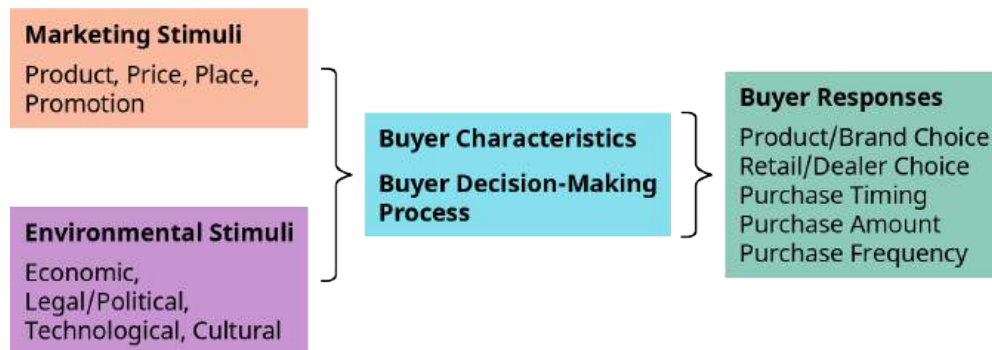 Marketing Stimuli
Product, Price, Place,
Promotion
Environmental Stimuli
Economic,
Legal/Political,
Technological, Cultural
Buyer Characteristics
Buyer Decision-Making
Process
Buyer Responses
Product/Brand Choice
Retail/Dealer Choice
Purchase Timing
Purchase Amount
Purchase Frequency